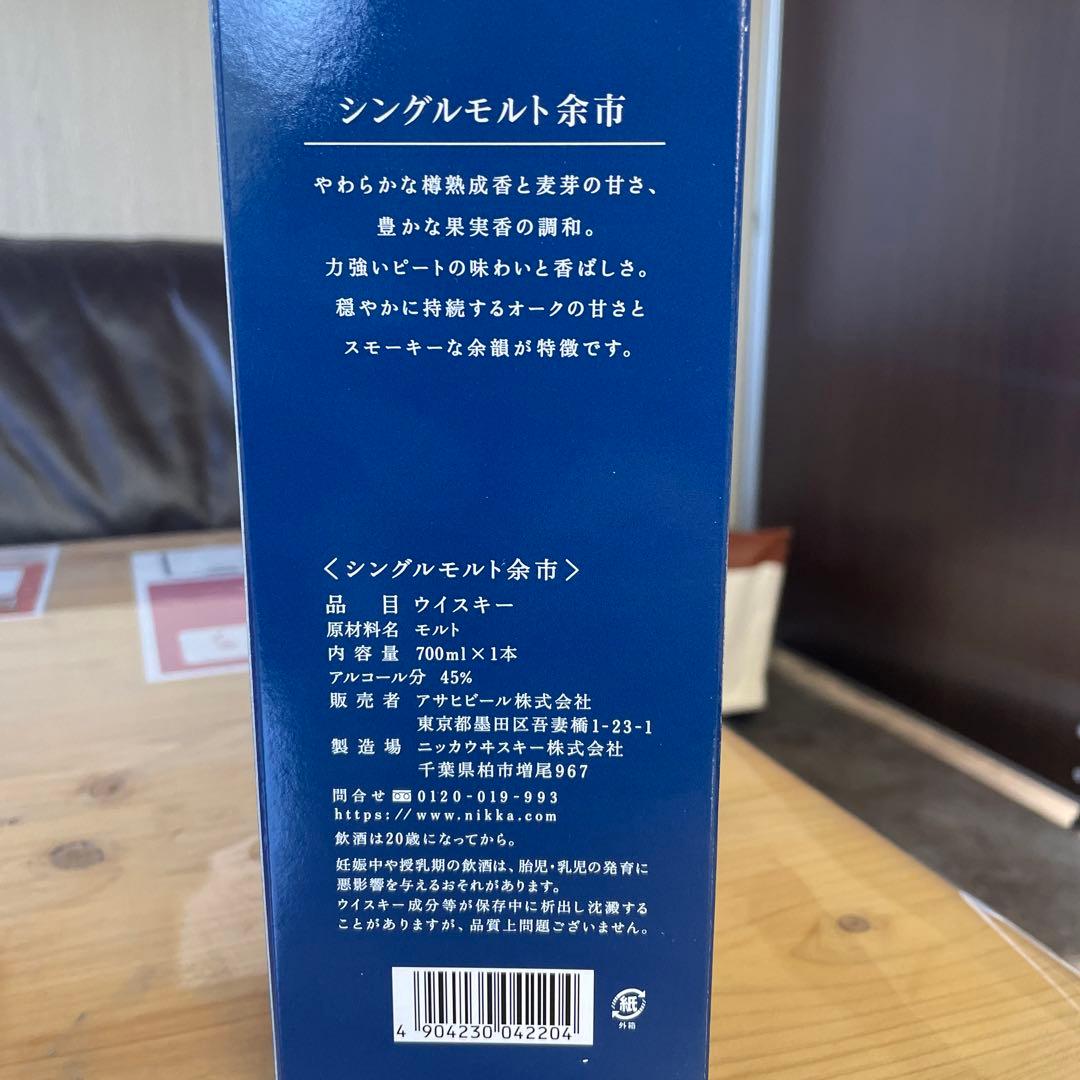 シングルモルト余市
やわらかな樽熟成香と麦芽の甘さ、
豊かな果実香の調和。
力強いピートの味わいと香ばしさ。
穏やかに持続するオークの甘さと
スモーキーな余韻が特徴です。
〈シングルモルト余市〉
品 目 ウイスキー
原材料名 モルト
内容量 700ml×1本
アルコール分 45%
販売者 アサヒビール株式会社
東京都墨田区吾妻橋1-23-1
製造場 ニッカウヰスキー株式会社
千葉県柏市増尾967
問合せ 0120-019-993
https://www.nikka.com
飲酒は20歳になってから。
妊娠中や授乳期の飲酒は、胎児・乳児の発育に
悪影響を与えるおそれがあります。
ウイスキー成分等が保存中に析出し沈澱する
ことがありますが、品質上問題ございません。
4 904230 042204
紙
外箱